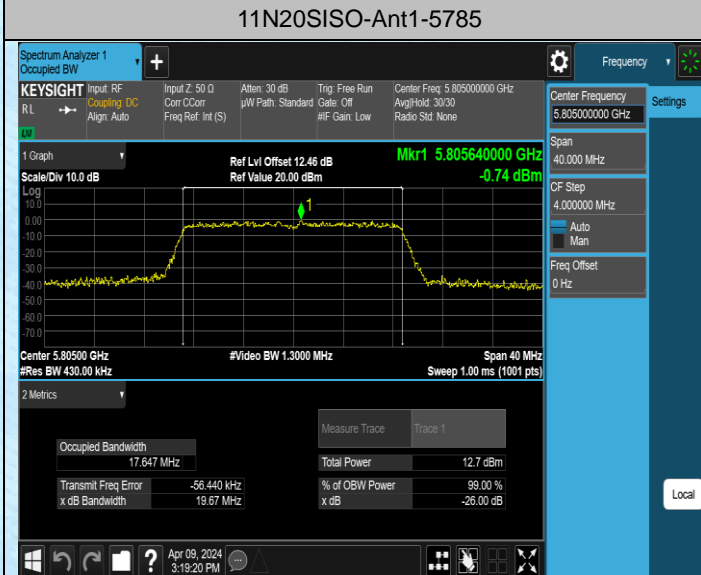 11N20SISO-Ant1-5785
Spectrum Analyzer 1
Occupied BW
+
Frequency
KEYSIGHT
RL
Input: RF
Coupling: DC
Align: Auto
Input Z: 50 Ω
Corr CCorr
Freq Ref: Int (S)
Atten: 30 dB
µW Path: Standard
Trig: Free Run
Gate: Off
#IF Gain: Low
Center Freq: 5.805000000 GHz
Avg|Hold: 30/30
Radio Std: None
Center Frequency
5.805000000 GHz
Settings
Span
40.000 MHz
CF Step
4.000000 MHz
Auto
Man
Freq Offset
0 Hz
1 Graph
Scale/Div 10.0 dB
Ref Lvl Offset 12.46 dB
Ref Value 20.00 dBm
Mkr1 5.805640000 GHz
-0.74 dBm
Log
10.0
0.00
-10.0
-20.0
-30.0
-40.0
-50.0
-60.0
-70.0
1
Center 5.80500 GHz
#Res BW 430.00 kHz
#Video BW 1.3000 MHz
Span 40 MHz
Sweep 1.00 ms (1001 pts)
2 Metrics
Measure Trace Trace 1
Occupied Bandwidth
17.647 MHz
Total Power 12.7 dBm
Transmit Freq Error -56.440 kHz
% of OBW Power 99.00 %
x dB Bandwidth 19.67 MHz
x dB -26.00 dB
Local
?
Apr 09, 2024
3:19:20 PM